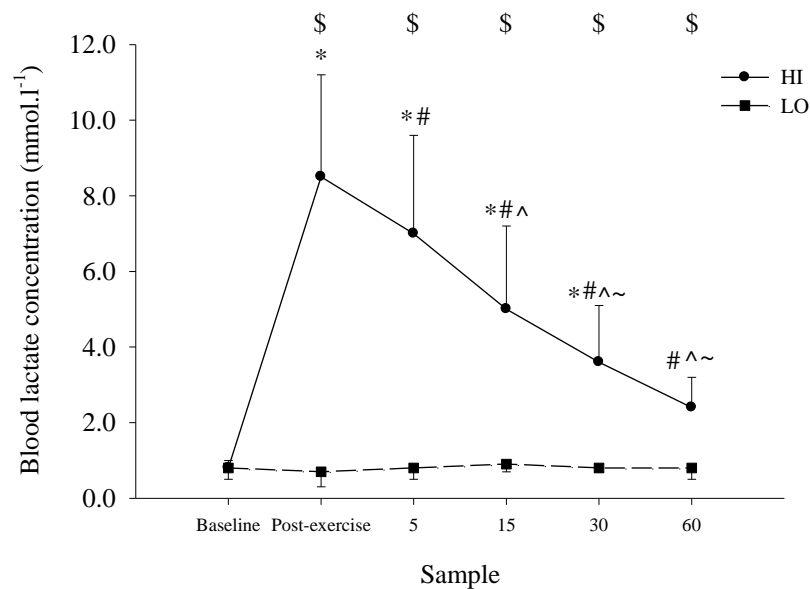 $ $ $ $ $
12.0
*
HI
LO
10.0
*#
8.0
*#^
6.0
*#^~
4.0
#^~
2.0
0.0
Blood lactate concentration (mmol.l-1)
Baseline Post-exercise 5 15 30 60
Sample